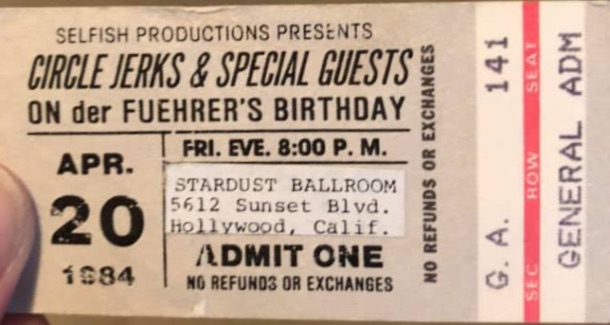 SELFISH PRODUCTIONS PRESENTS
CIRCLE JERKS & SPECIAL GUESTS
ON der FUEHRER'S BIRTHDAY
APR.
20
1984
FRI. EVE. 8:00 P. M.
STARDUST BALLROOM
5612 Sunset Blvd.
Hollywood, Calif.
ADMIT ONE
NO REFUNDS OR EXCHANGES
NO REFUNDS OR EXCHANGES
G. A. 141
SEC ROW SEAT
GENERAL ADM